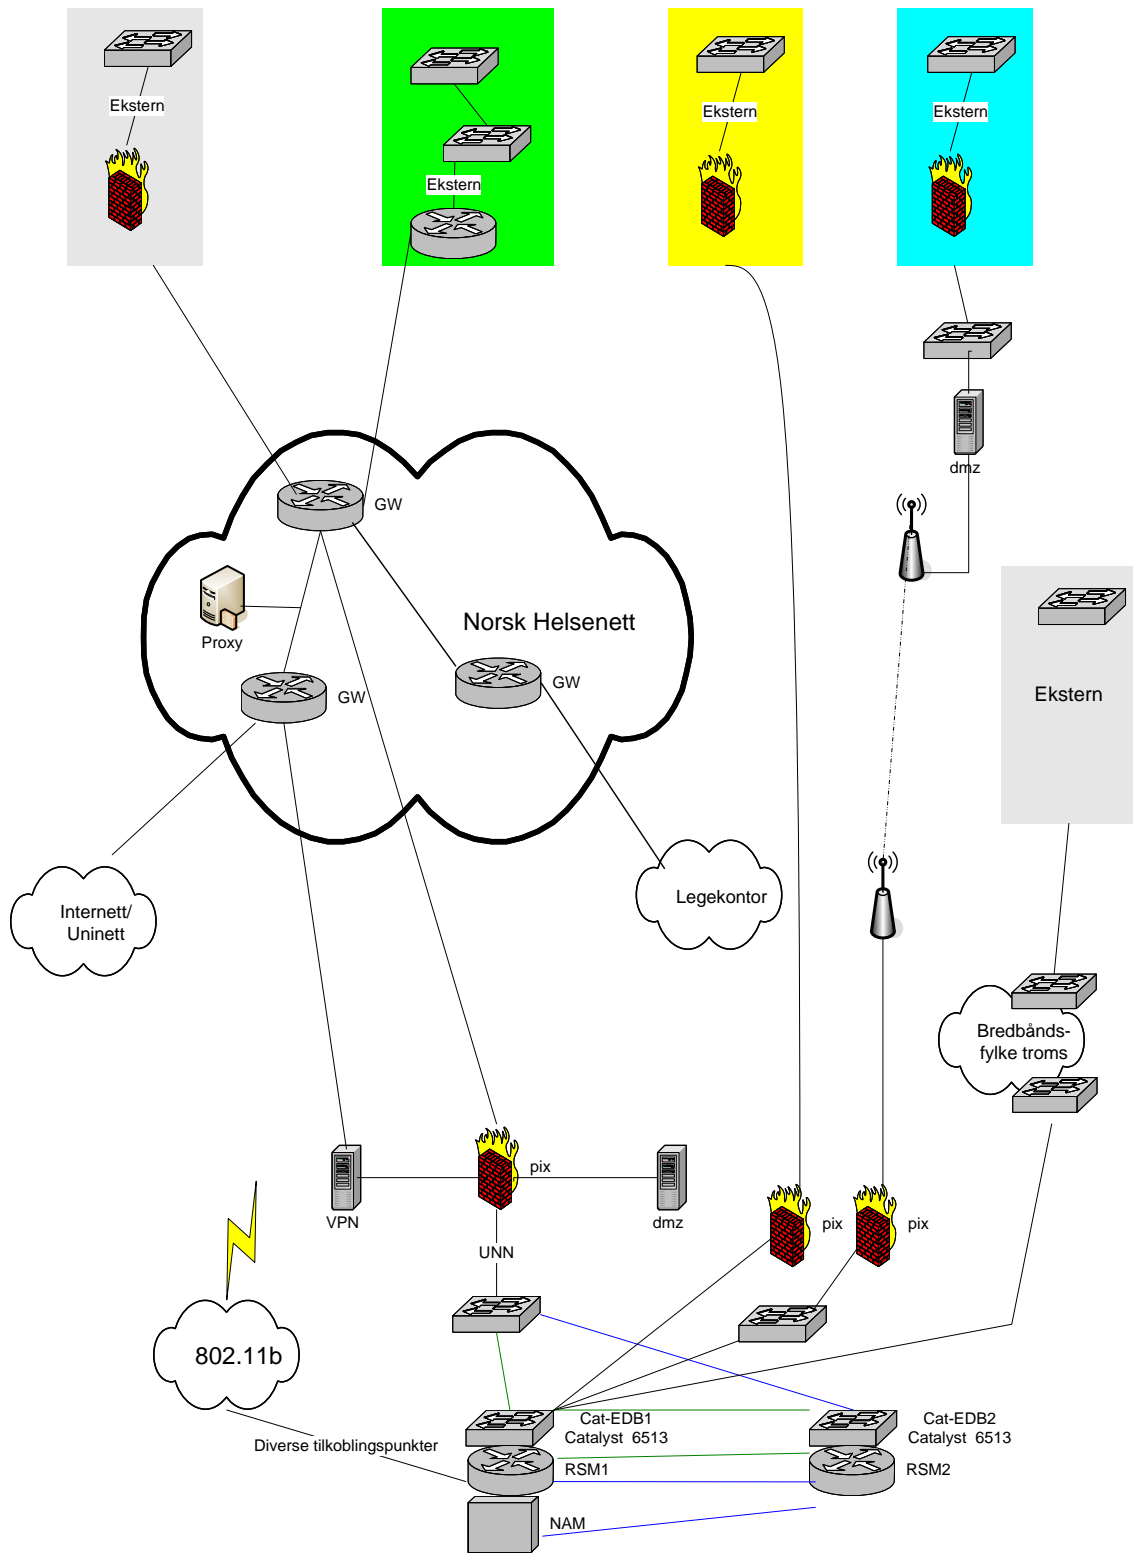 Ekstern
Ekstern
Ekstern
Ekstern
dmz
GW
Proxy
Norsk Helsenett
GW
GW
Ekstern
Internett/
Uninett
Legekontor
Bredbånds-
fylke troms
pix
VPN
dmz
pix
pix
UNN
802.11b
Diverse tilkoblingspunkter
Cat-EDB1
Catalyst 6513
Cat-EDB2
Catalyst 6513
RSM1
RSM2
NAM